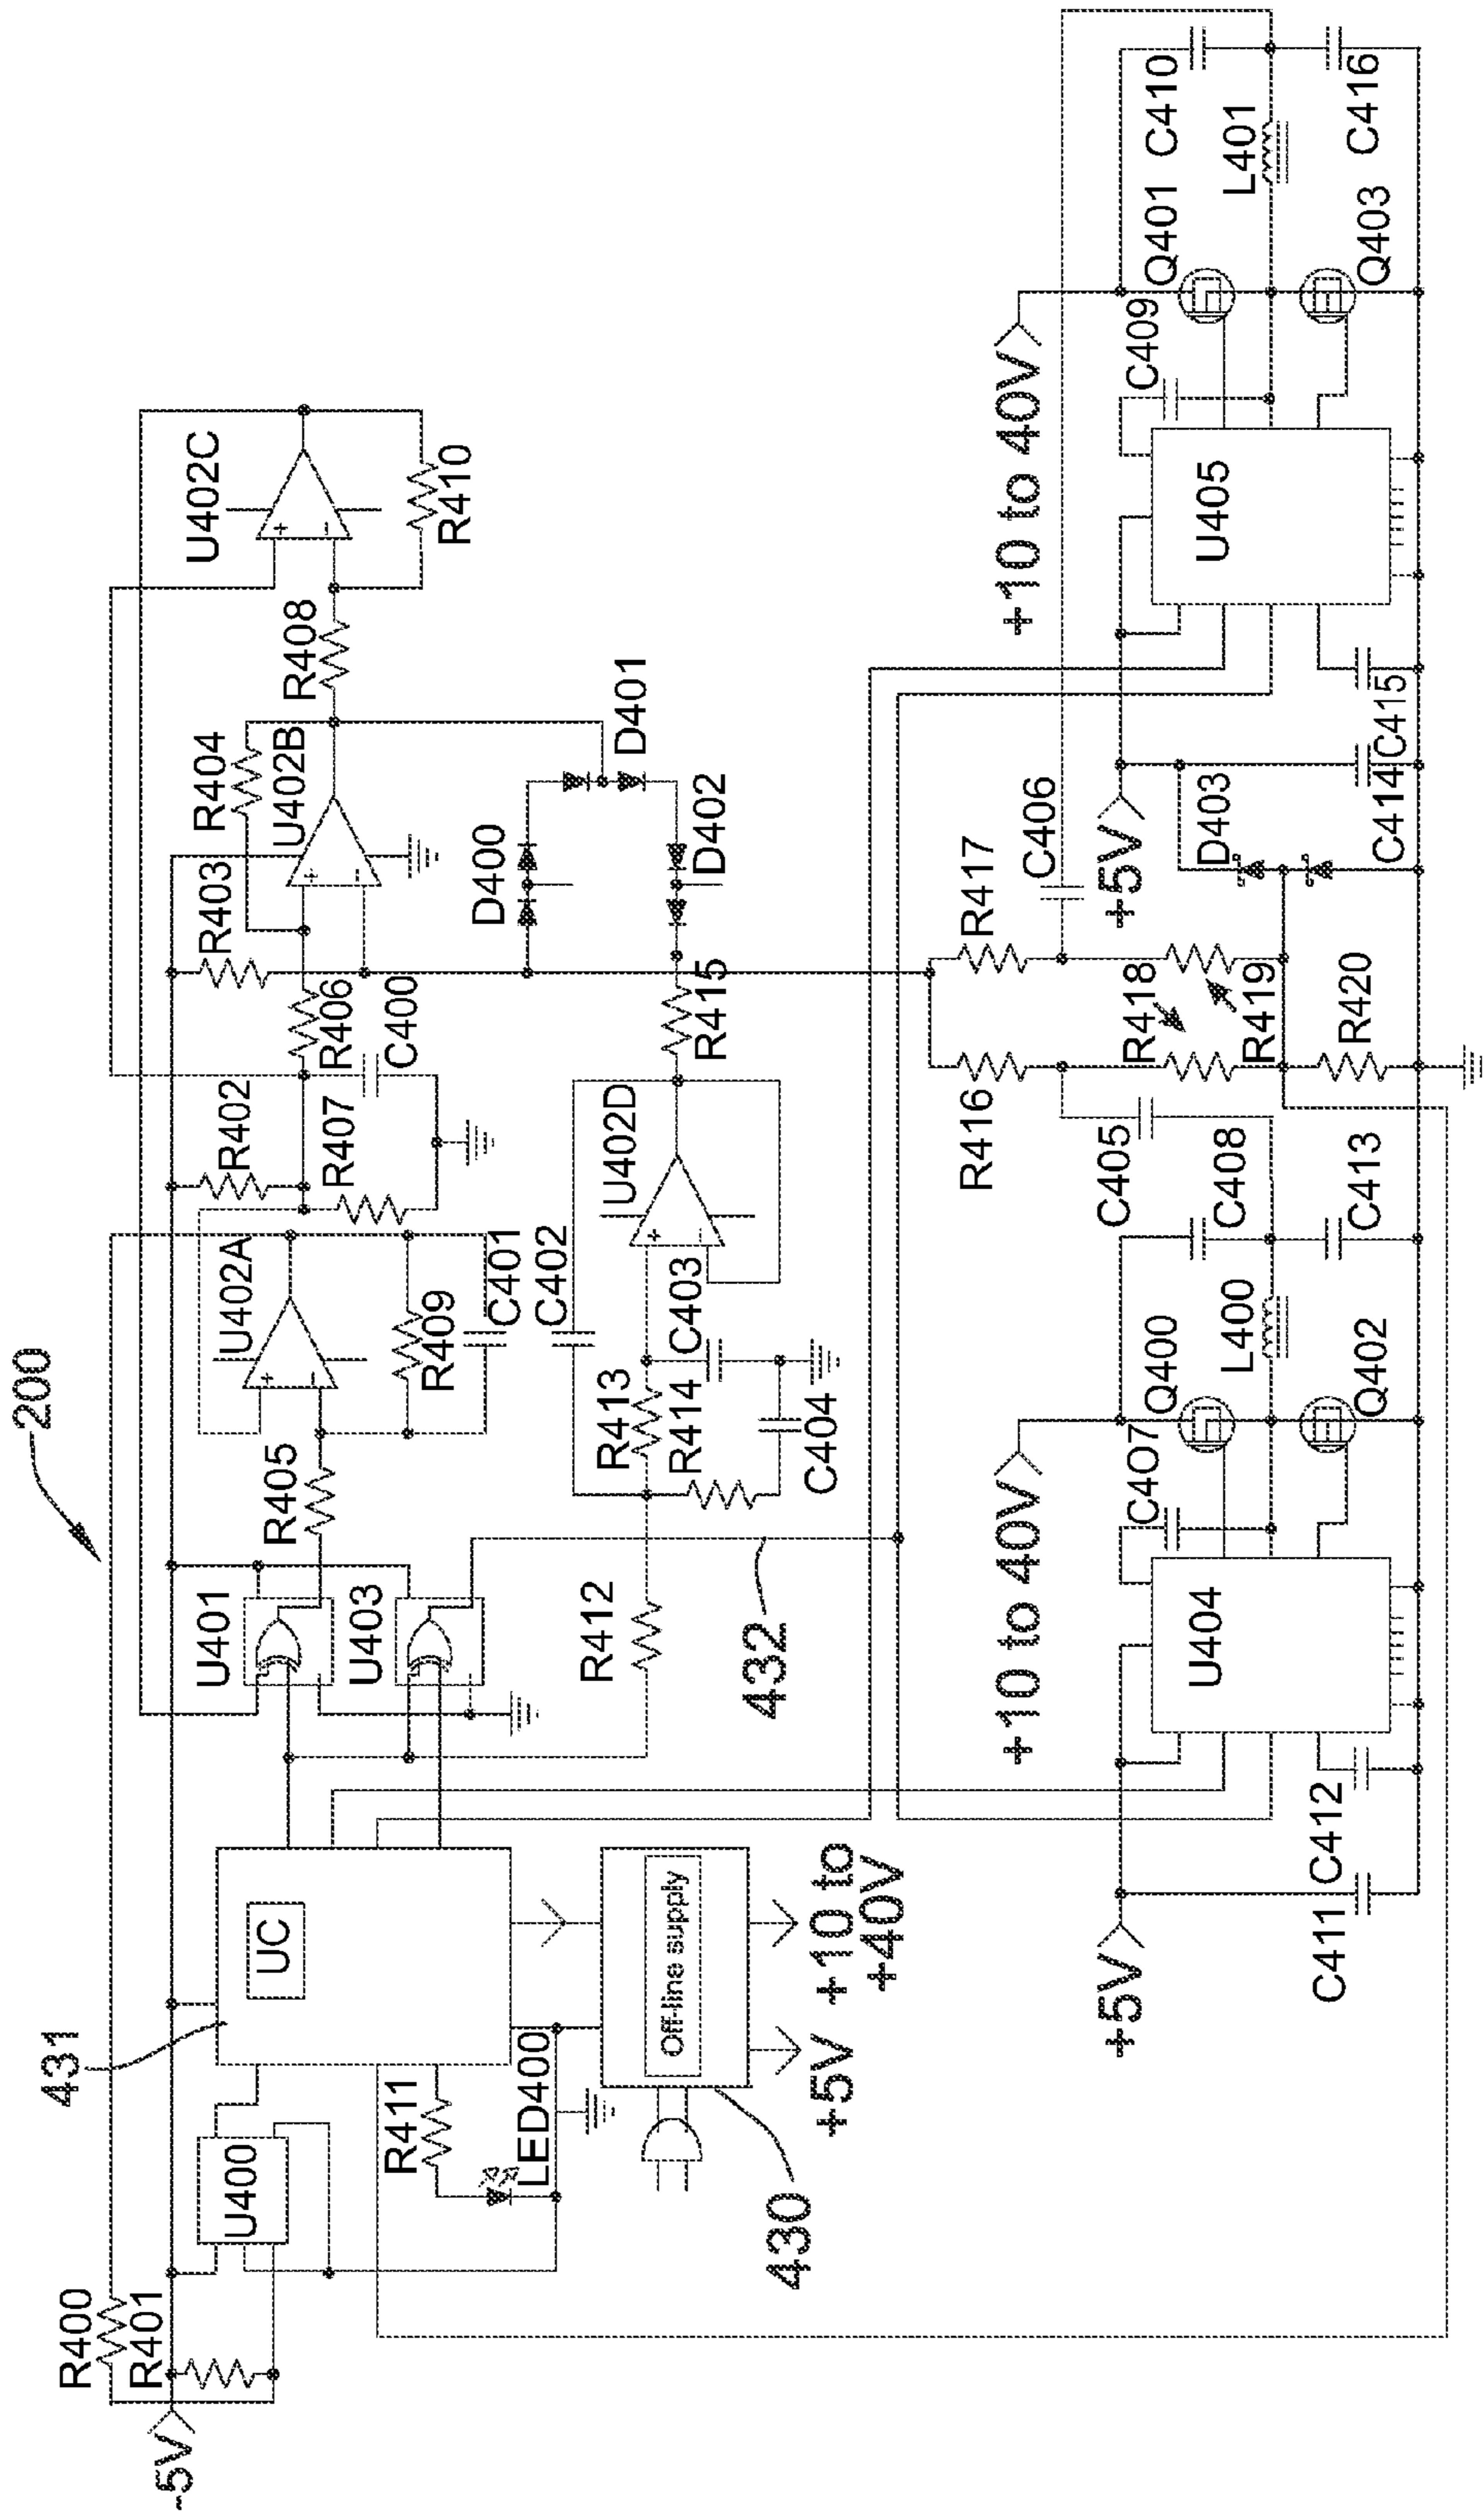 200
R400
R401
-5V
U400
431
UC
R411
LED400
Off-line supply
430
+5V
+10 to
+40V
U401
U403
R405
U402A
R409
C401
R402
R407
R406
C400
R403
R404
U402B
R408
U402C
R410
D400
D401
D402
R412
432
R413
R414
C402
C403
C404
U402D
R415
+5V
C411
C412
U404
+10 to 40V
C407
Q400
Q402
L400
C405
C408
C413
R416
R417
R418
R419
R420
C406
+5V
D403
C414
C415
U405
+10 to 40V
C409
Q401
Q403
L401
C410
C416